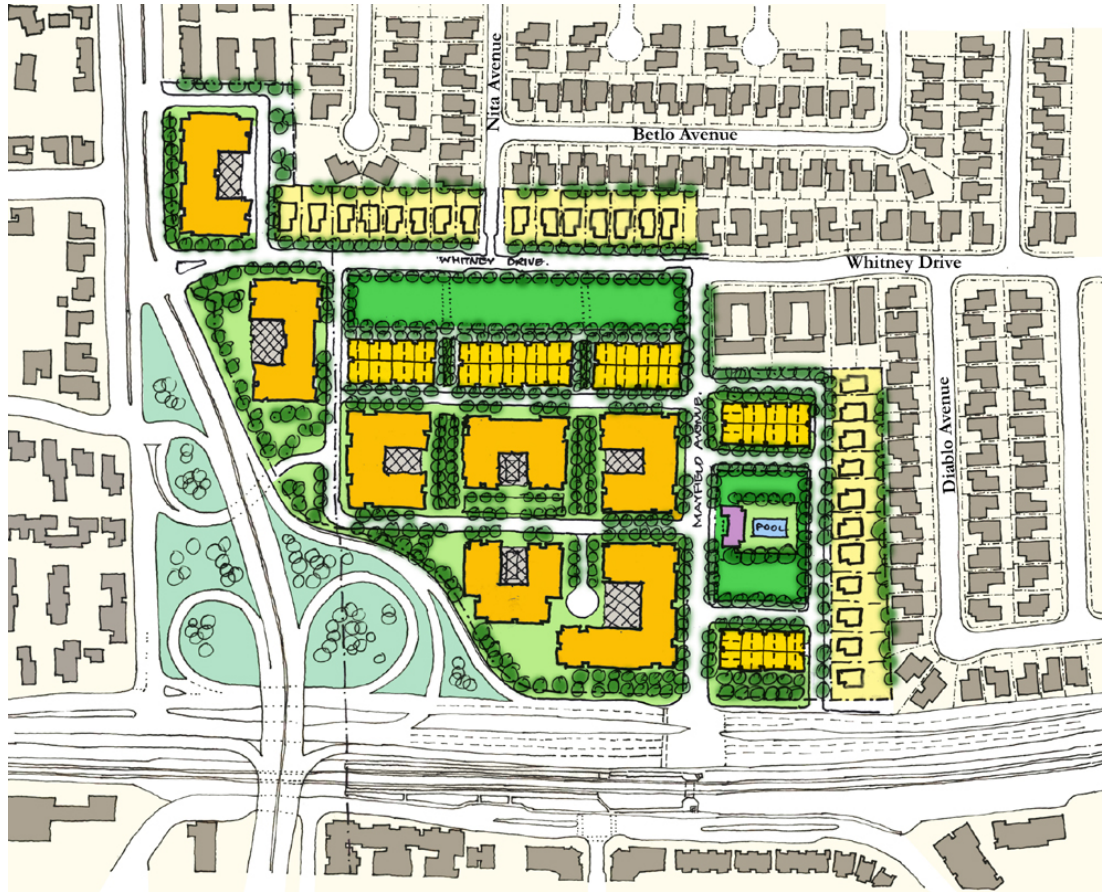 Nita Avenue
Betlo Avenue
WHITNEY DRIVE.
Whitney Drive
MAYFIELD AVENUE.
Diablo Avenue
POOL